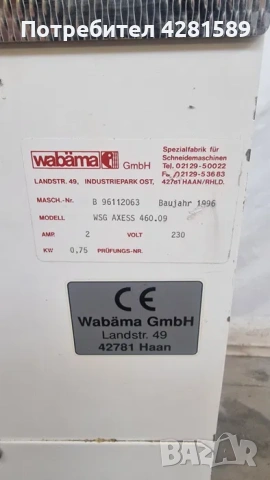 Потребител 4281589
wabäma GmbH
Spezialfabrik für
Schneidemaschinen
Tel. 02129-50022
Fax 02129-53683
42781 HAAN/RHLD.
LANDSTR. 49, INDUSTRIEPARK OST,
MASCH.-Nr. B 96112063 Baujahr 1996
MODELL WSG AXESS 460.09
AMP. 2 VOLT 230
KW 0,75 PRÜFUNGS-NR.
CE
Wabäma GmbH
Landstr. 49
42781 Haan
BAZAR